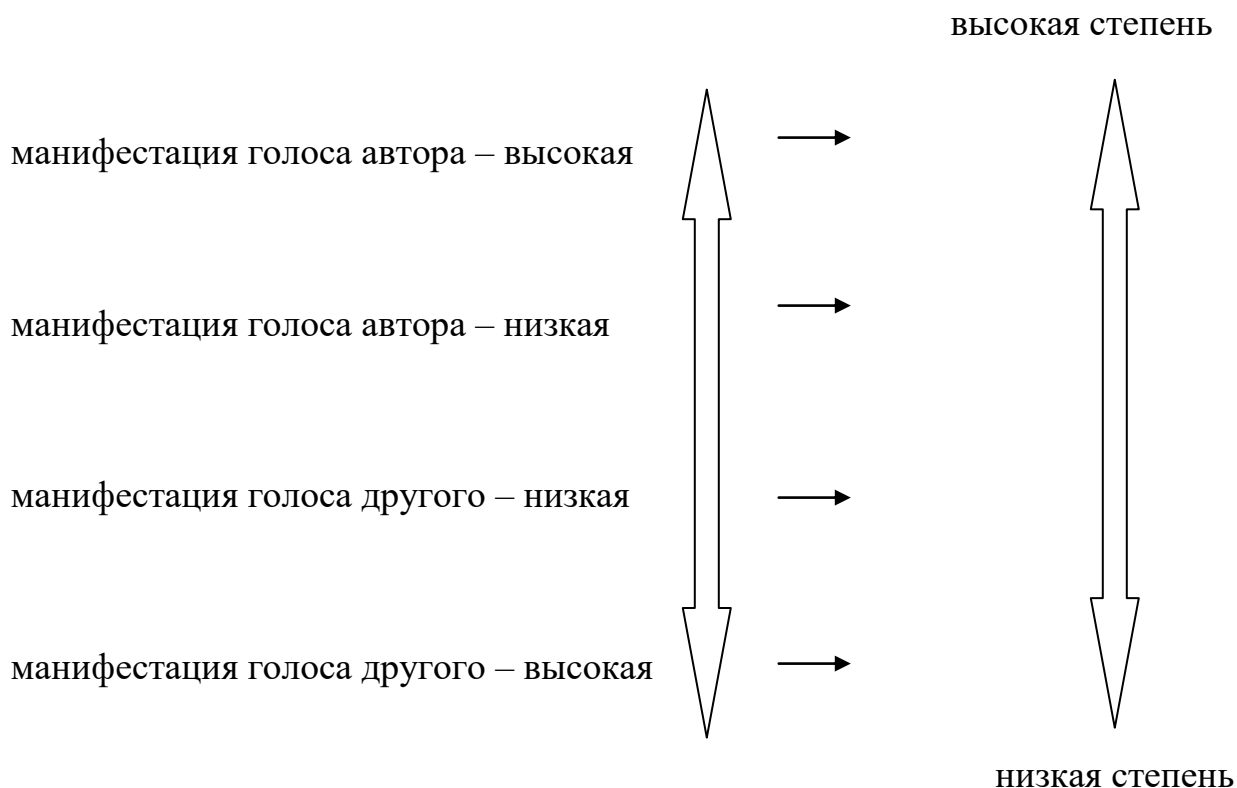 высокая степень
манифестация голоса автора – высокая
манифестация голоса автора – низкая
манифестация голоса другого – низкая
манифестация голоса другого – высокая
низкая степень